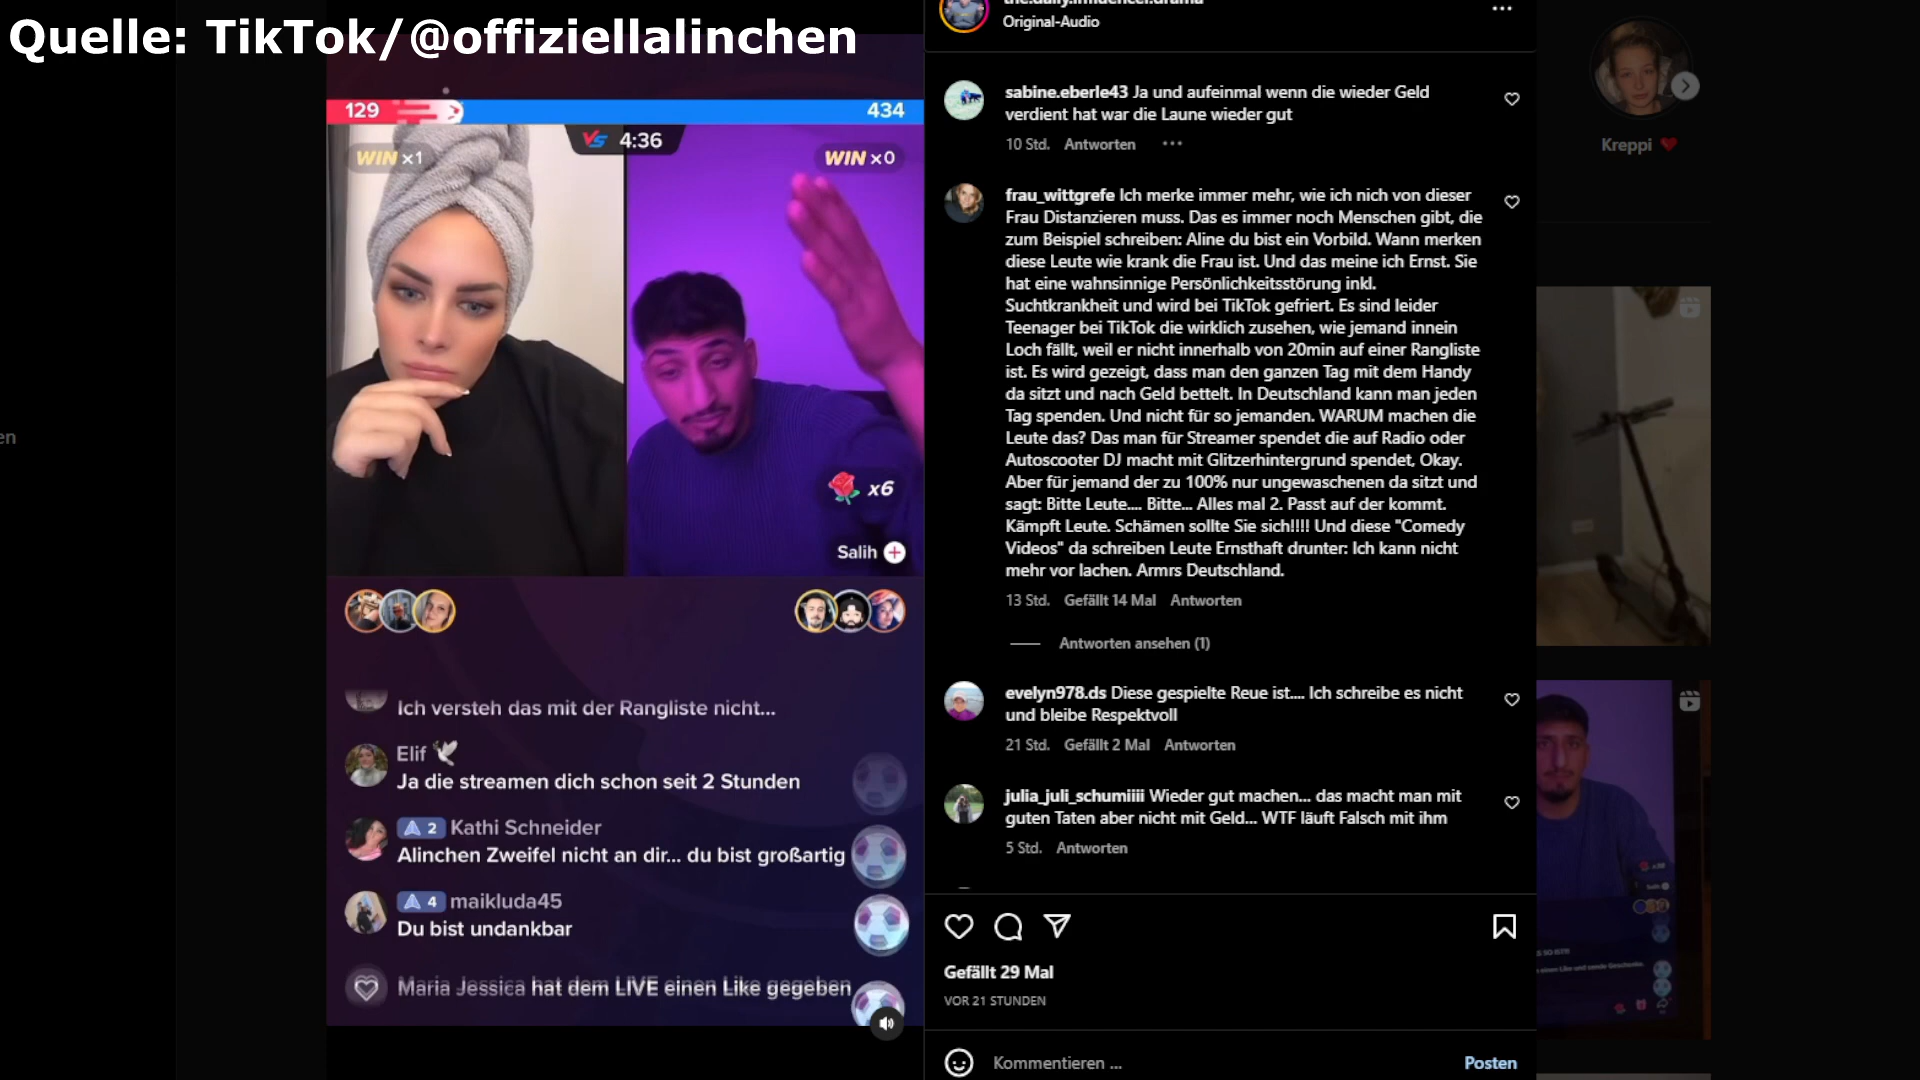 Quelle: TikTok/@offiziellalinchen
129
434
VS 4:36
WIN x1
WIN x0
x6
Salih
Ich versteh das mit der Rangliste nicht...
Elif
Ja die streamen dich schon seit 2 Stunden
2 Kathi Schneider
Alinchen Zweifel nicht an dir... du bist großartig
4 maikluda45
Du bist undankbar
Maria Jessica hat dem LIVE einen Like gegeben
the.daily.influencer.drama
Original-Audio
sabine.eberle43 Ja und aufeinmal wenn die wieder Geld
verdient hat war die Laune wieder gut
10 Std. Antworten
frau_wittgrefe Ich merke immer mehr, wie ich nich von dieser
Frau Distanzieren muss. Das es immer noch Menschen gibt, die
zum Beispiel schreiben: Aline du bist ein Vorbild. Wann merken
diese Leute wie krank die Frau ist. Und das meine ich Ernst. Sie
hat eine wahnsinnige Persönlichkeitsstörung inkl.
Suchtkrankheit und wird bei TikTok gefriert. Es sind leider
Teenager bei TikTok die wirklich zusehen, wie jemand innein
Loch fällt, weil er nicht innerhalb von 20min auf einer Rangliste
ist. Es wird gezeigt, dass man den ganzen Tag mit dem Handy
da sitzt und nach Geld bettelt. In Deutschland kann man jeden
Tag spenden. Und nicht für so jemanden. WARUM machen die
Leute das? Das man für Streamer spendet die auf Radio oder
Autoscooter DJ macht mit Glitzerhintergrund spendet, Okay.
Aber für jemand der zu 100% nur ungewaschenen da sitzt und
sagt: Bitte Leute.... Bitte... Alles mal 2. Passt auf der kommt.
Kämpft Leute. Schämen sollte Sie sich!!!! Und diese "Comedy
Videos" da schreiben Leute Ernsthaft drunter: Ich kann nicht
mehr vor lachen. Armrs Deutschland.
13 Std. Gefällt 14 Mal Antworten
Antworten ansehen (1)
evelyn978.ds Diese gespielte Reue ist.... Ich schreibe es nicht
und bleibe Respektvoll
21 Std. Gefällt 2 Mal Antworten
julia_juli_schumiiii Wieder gut machen... das macht man mit
guten Taten aber nicht mit Geld... WTF läuft Falsch mit ihm
5 Std. Antworten
Gefällt 29 Mal
VOR 21 STUNDEN
Kommentieren ...
Posten
Kreppi
en